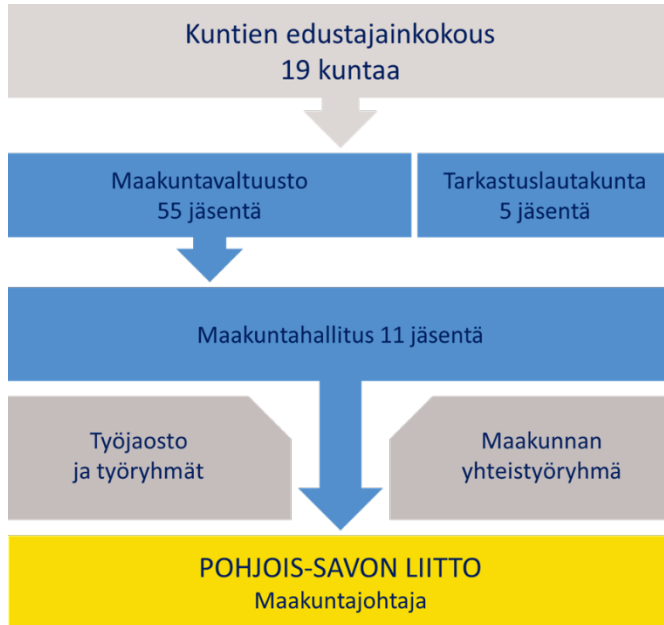 Kuntien edustajainkokous
19 kuntaa
Maakuntavaltuusto
55 jäsentä
Tarkastuslautakunta
5 jäsentä
Maakuntahallitus 11 jäsentä
Työjaosto
ja työryhmät
Maakunnan
yhteistyöryhmä
POHJOIS-SAVON LIITTO
Maakuntajohtaja